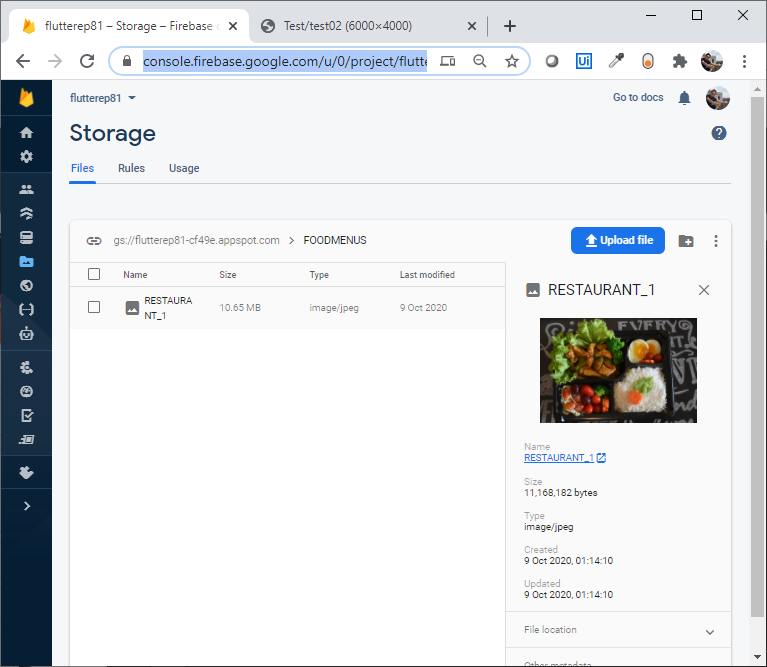 flutterep81 – Storage – Firebase c
Test/test02 (6000×4000)
console.firebase.google.com/u/0/project/flutte
Ui
flutterep81
Go to docs
Storage
Files Rules Usage
gs://flutterep81-cf49e.appspot.com > FOODMENUS
Upload file
Name Size Type Last modified
RESTAURA
NT_1
10.65 MB image/jpeg 9 Oct 2020
RESTAURANT_1
EVERY
Name
RESTAURANT_1
Size
11,168,182 bytes
Type
image/jpeg
Created
9 Oct 2020, 01:14:10
Updated
9 Oct 2020, 01:14:10
File location
Other metadata